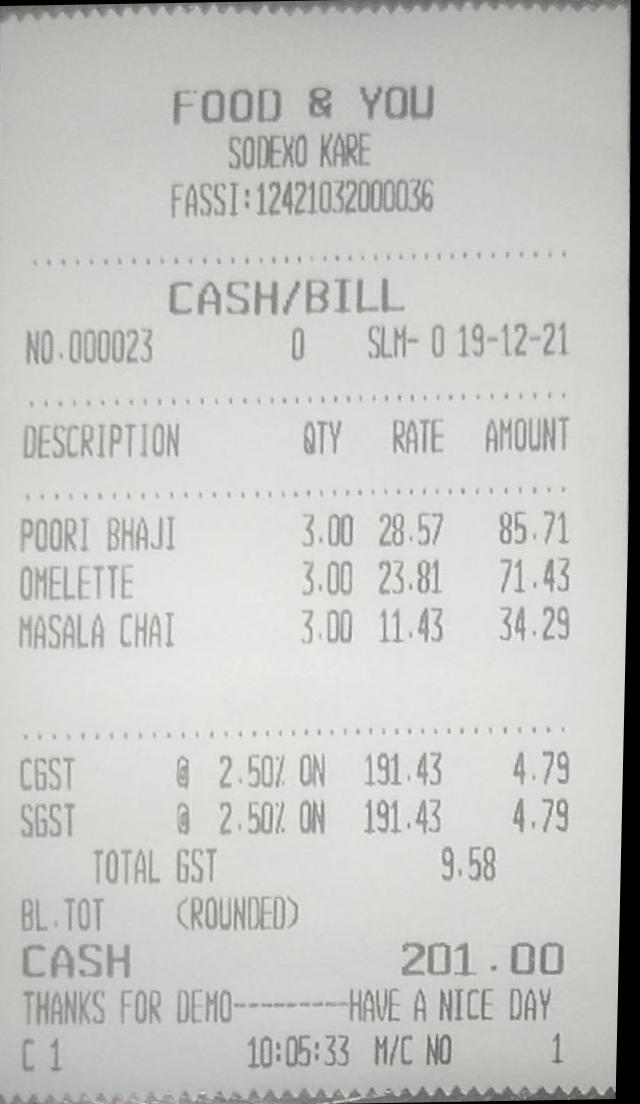 FOOD & YOU
SODEXO KARE
FASSI:12421032000036
CASH/BILL
NO.000023 0 SLM- 0 19-12-21
DESCRIPTION QTY RATE AMOUNT
POORI BHAJI 3.00 28.57 85.71
OMELETTE 3.00 23.81 71.43
MASALA CHAI 3.00 11.43 34.29
CGST @ 2.50% ON 191.43 4.79
SGST @ 2.50% ON 191.43 4.79
TOTAL GST 9.58
BL.TOT (ROUNDED)
CASH 201.00
THANKS FOR DEMO---------HAVE A NICE DAY
C 1 10:05:33 M/C NO 1